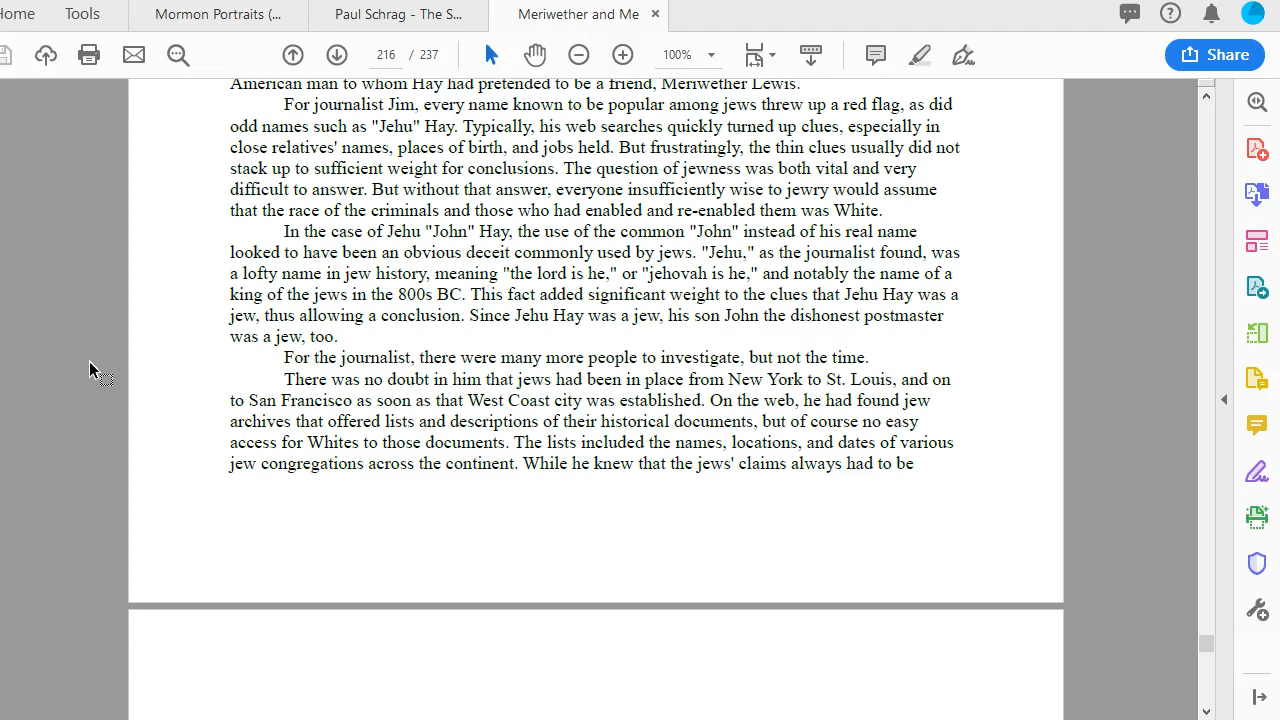 Home Tools Mormon Portraits (... Paul Schrag - The S... Meriwether and Me ×
216 / 237 100% Share
American man to whom Hay had pretended to be a friend, Meriwether Lewis.
For journalist Jim, every name known to be popular among jews threw up a red flag, as did
odd names such as "Jehu" Hay. Typically, his web searches quickly turned up clues, especially in
close relatives' names, places of birth, and jobs held. But frustratingly, the thin clues usually did not
stack up to sufficient weight for conclusions. The question of jewness was both vital and very
difficult to answer. But without that answer, everyone insufficiently wise to jewry would assume
that the race of the criminals and those who had enabled and re-enabled them was White.
In the case of Jehu "John" Hay, the use of the common "John" instead of his real name
looked to have been an obvious deceit commonly used by jews. "Jehu," as the journalist found, was
a lofty name in jew history, meaning "the lord is he," or "jehovah is he," and notably the name of a
king of the jews in the 800s BC. This fact added significant weight to the clues that Jehu Hay was a
jew, thus allowing a conclusion. Since Jehu Hay was a jew, his son John the dishonest postmaster
was a jew, too.
For the journalist, there were many more people to investigate, but not the time.
There was no doubt in him that jews had been in place from New York to St. Louis, and on
to San Francisco as soon as that West Coast city was established. On the web, he had found jew
archives that offered lists and descriptions of their historical documents, but of course no easy
access for Whites to those documents. The lists included the names, locations, and dates of various
jew congregations across the continent. While he knew that the jews' claims always had to be